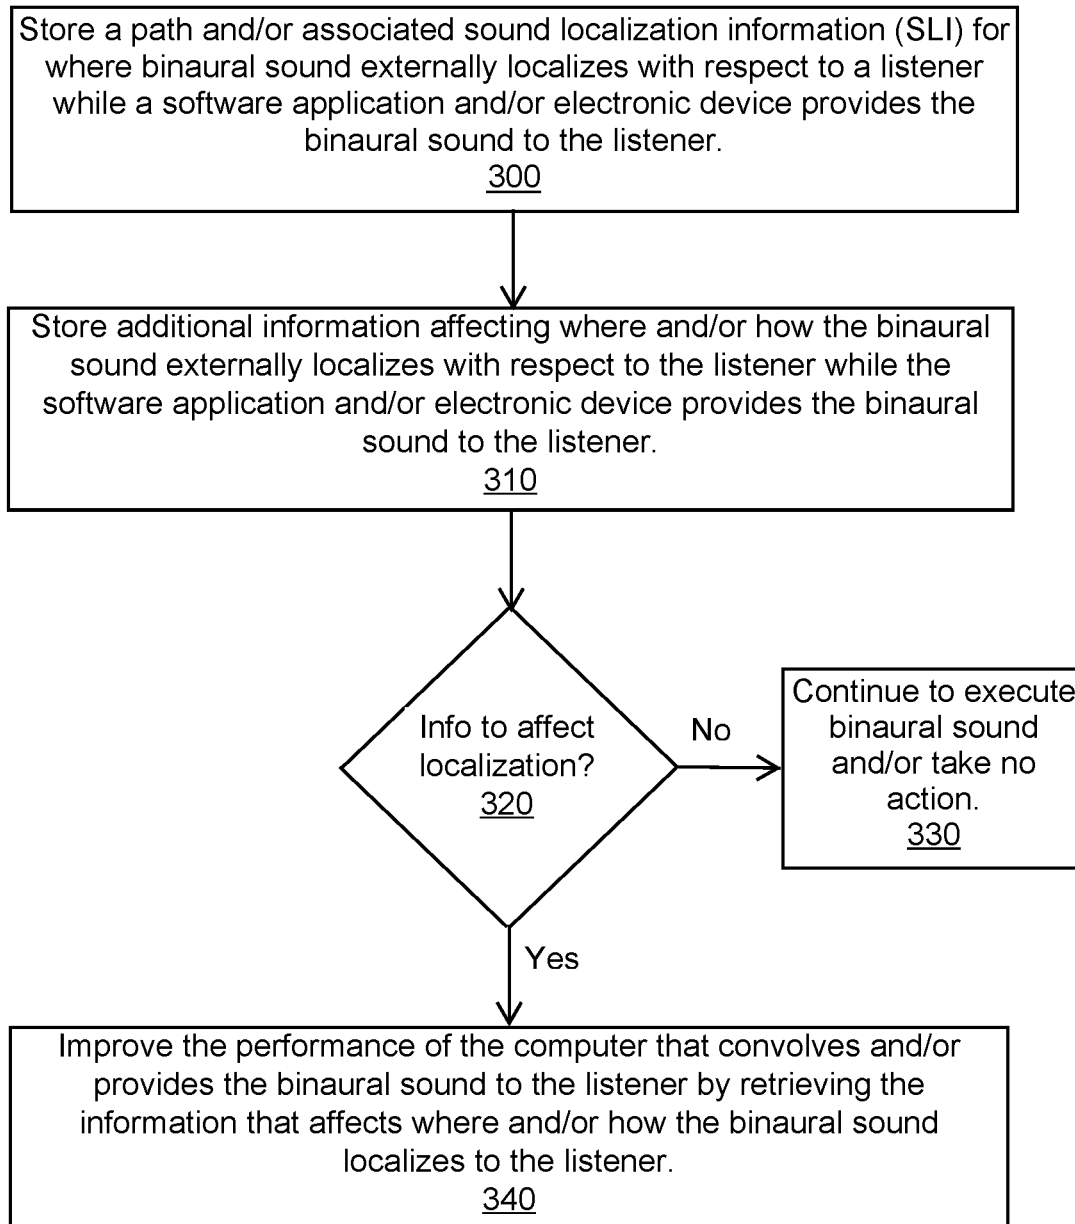 Store a path and/or associated sound localization information (SLI) for
where binaural sound externally localizes with respect to a listener
while a software application and/or electronic device provides the
binaural sound to the listener.
300
Store additional information affecting where and/or how the binaural
sound externally localizes with respect to the listener while the
software application and/or electronic device provides the binaural
sound to the listener.
310
Info to affect
localization?
320
No
Continue to execute
binaural sound
and/or take no
action.
330
Yes
Improve the performance of the computer that convolves and/or
provides the binaural sound to the listener by retrieving the
information that affects where and/or how the binaural sound
localizes to the listener.
340